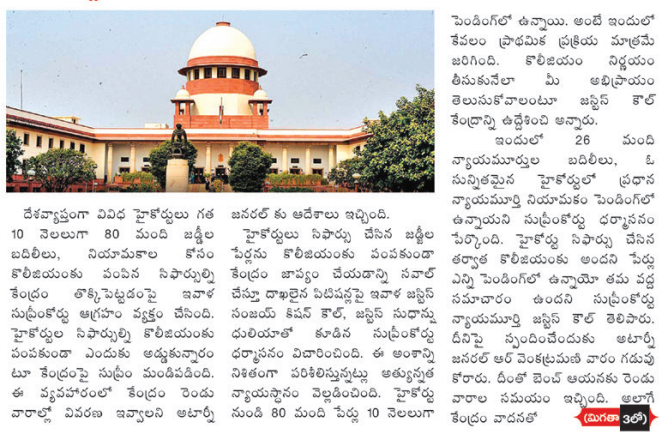 దేశవ్యాప్తంగా వివిధ హైకోర్టులు గత
10 నెలలుగా 80 మంది జడ్జీల
బదిలీలు, నియామకాల కోసం
కొలీజియంకు పంపిన సిఫార్సుల్ని
కేంద్రం తొక్కిపెట్టడంపై ఇవాళ
సుప్రీంకోర్టు ఆగ్రహం వ్యక్తం చేసింది.
హైకోర్టుల సిఫార్సుల్ని కొలీజియంకు
పంపకుండా ఎందుకు అడ్డుకున్నారం
టూ కేంద్రంపై సుప్రీం మండిపడింది.
ఈ వ్యవహారంలో కేంద్రం రెండు
వారాల్లో వివరణ ఇవ్వాలని అటార్నీ
జనరల్ కు ఆదేశాలు ఇచ్చింది.
హైకోర్టులు సిఫార్సు చేసిన జడ్జీల
పేర్లను కొలీజియంకు పంపకుండా
కేంద్రం జాప్యం చేయడాన్ని సవాల్
చేస్తూ దాఖలైన పిటిషన్లపై ఇవాళ జస్టిస్
సంజయ్ కిషన్ కౌల్, జస్టిస్ సుధాన్షు
ధులియాతో కూడిన సుప్రీంకోర్టు
ధర్మాసనం విచారించింది. ఈ అంశాన్ని
నిశితంగా పరిశీలిస్తున్నట్లు అత్యున్నత
న్యాయస్థానం వెల్లడించింది. హైకోర్టు
నుండి 80 మంది పేర్లు 10 నెలలుగా
పెండింగ్‌లో ఉన్నాయి. అంటే ఇందులో
కేవలం ప్రాథమిక ప్రక్రియ మాత్రమే
జరిగింది. కొలీజియం నిర్ణయం
తీసుకునేలా మీ అభిప్రాయం
తెలుసుకోవాలంటూ జస్టిస్ కౌల్
కేంద్రాన్ని ఉద్దేశించి అన్నారు.
ఇందులో 26 మంది
న్యాయమూర్తుల బదిలీలు, ఓ
సున్నితమైన హైకోర్టులో ప్రధాన
న్యాయమూర్తి నియామకం పెండింగ్‌లో
ఉన్నాయని సుప్రీంకోర్టు ధర్మాసనం
పేర్కొంది. హైకోర్టు సిఫార్సు చేసిన
తర్వాత కొలీజియంకు అందని పేర్లు
ఎన్ని పెండింగ్‌లో ఉన్నాయో తమ వద్ద
సమాచారం ఉందని సుప్రీంకోర్టు
న్యాయమూర్తి జస్టిస్ కౌల్ తెలిపారు.
దీనిపై స్పందించేందుకు అటార్నీ
జనరల్ ఆర్ వెంకట్రమణి వారం గడువు
కోరారు. దీంతో బెంచ్ ఆయనకు రెండు
వారాల సమయం ఇచ్చింది. అలాగే
కేంద్రం వాదనతో (మిగతా 3లో)